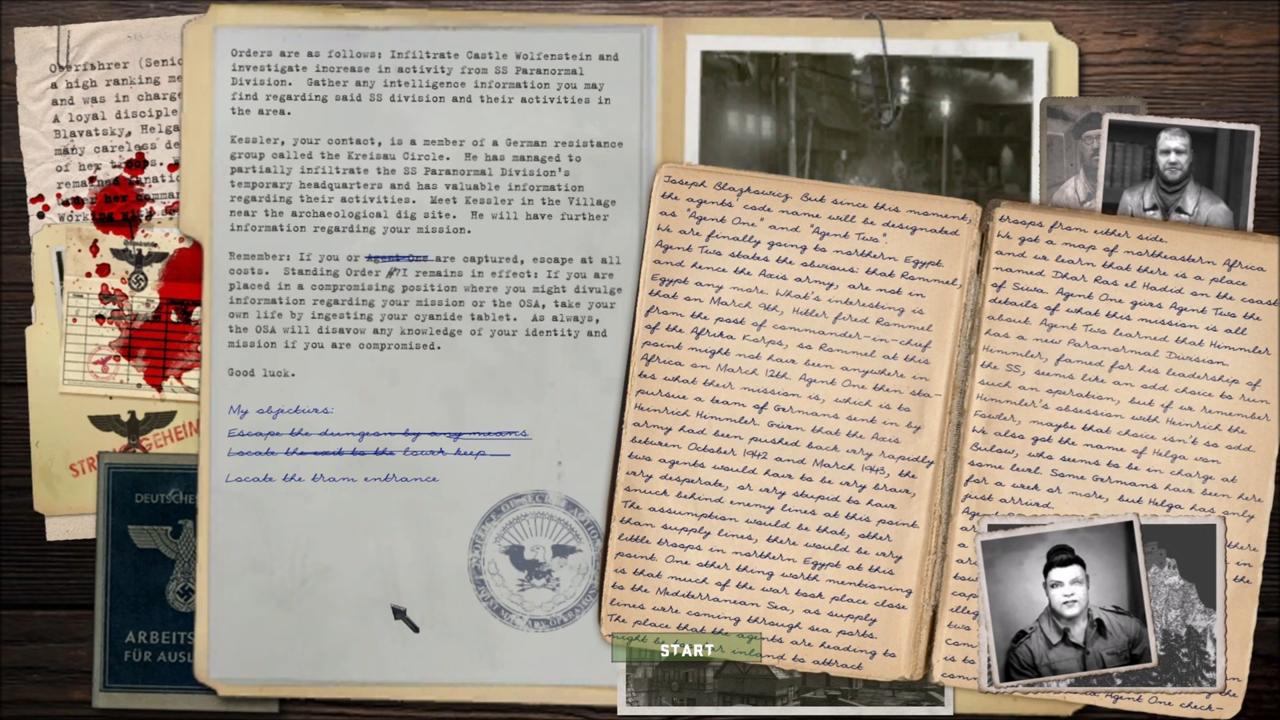 Oberführer (Senio
a high ranking me
and was in charge
A loyal disciple
Blavatsky, Helga
many careless de
of her troops.
remained fanatic
under her comman
Working with
STRENG GEHEIM
DEUTSCHES
ARBEITS
FÜR AUSL
Orders are as follows: Infiltrate Castle Wolfenstein and
investigate increase in activity from SS Paranormal
Division. Gather any intelligence information you may
find regarding said SS division and their activities in
the area.
Kessler, your contact, is a member of German resistance
group called the Kreisau Circle. He has managed to
partially infiltrate the SS Paranormal Division's
temporary headquarters and has valuable information
regarding their activities. Meet Kessler in the Village
near the archaeological dig site. He will have further
information regarding your mission.
Remember: If you or Agent One are captured, escape at all
costs. Standing Order #71 remains in effect: If you are
placed in a compromising position where you might divulge
information regarding your mission or the OSA, take your
own life by ingesting your cyanide tablet. As always,
the OSA will disavow any knowledge of your identity and
mission if you are compromised.
Good luck.
My objectives:
Escape the dungeon by any means
Locate the exit to the lower keep
Locate the tram entrance
OFFICE OF SECRET ACTIONS
Joseph Blazkowicz. But since this moment,
the agents' code name will be designated
as "Agent One" and "Agent Two".
We are finally going to northern Egypt.
Agent Two states the obvious: that Rommel,
and hence the Axis army, are not in
Egypt any more. What's interesting is
that on March 9th, Hitler fired Rommel
from the post of commander-in-chief
of the Afrika Korps, so Rommel at this
point might not have been anywhere in
Africa on March 12th. Agent One then sta-
tes what their mission is, which is to
pursue a team of Germans sent in by
Heinrich Himmler. Given that the Axis
army had been pushed back very rapidly
between October 1942 and March 1943, the
two agents would have to be very brave,
very desperate, or very stupid to have
snuck behind enemy lines at this point
The assumption would be that, other
than supply lines, there would be very
little troops in northern Egypt at this
point. One other thing worth mentioning
is that much of the war took place close
to the Mediterranean Sea, as supply
lines were coming through sea ports.
The place that the agents are heading to
might be too far inland to attract
troops from either side.
We got a map of northeastern Africa
and we learn that there is a place
named Dhar Ras el Hadid on the coast
of Siwa. Agent One gives Agent Two the
details of what this mission is all
about. Agent Two learned that Himmler
has a new Paranormal Division.
Himmler, famed for his leadership of
the SS, seems like an odd choice to run
such an operation, but if we remember
Himmler's obsession with Heinrich the
Fowler, maybe that choice isn't so odd.
We also got the name of Helga von
Bulow, who seems to be in charge at
some level. Some Germans have been here
for a week or more, but Helga has only
just arrived.
Agent One check-
START